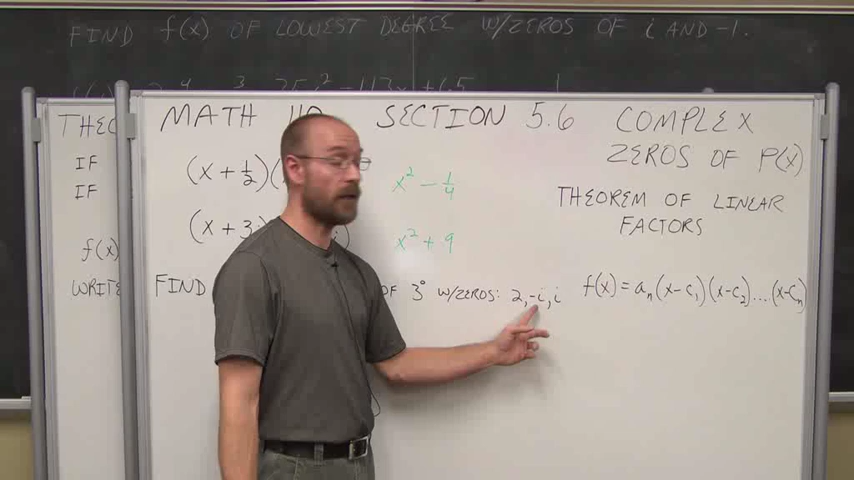 FIND f(x) OF LOWEST DEGREE W/ZEROS OF i AND -1.
MATH 110 SECTION 5.6 COMPLEX
ZEROS OF P(x)
THEOREM OF LINEAR
FACTORS
IF
IF
(x + 1/2)(
x² - 1/4
(x + 3i
i)
x² + 9
f(x)
WRITE
FIND
OF 3° W/ZEROS: 2, -i, i
f(x) = aₙ(x-c₁)(x-c₂)....(x-cₙ)